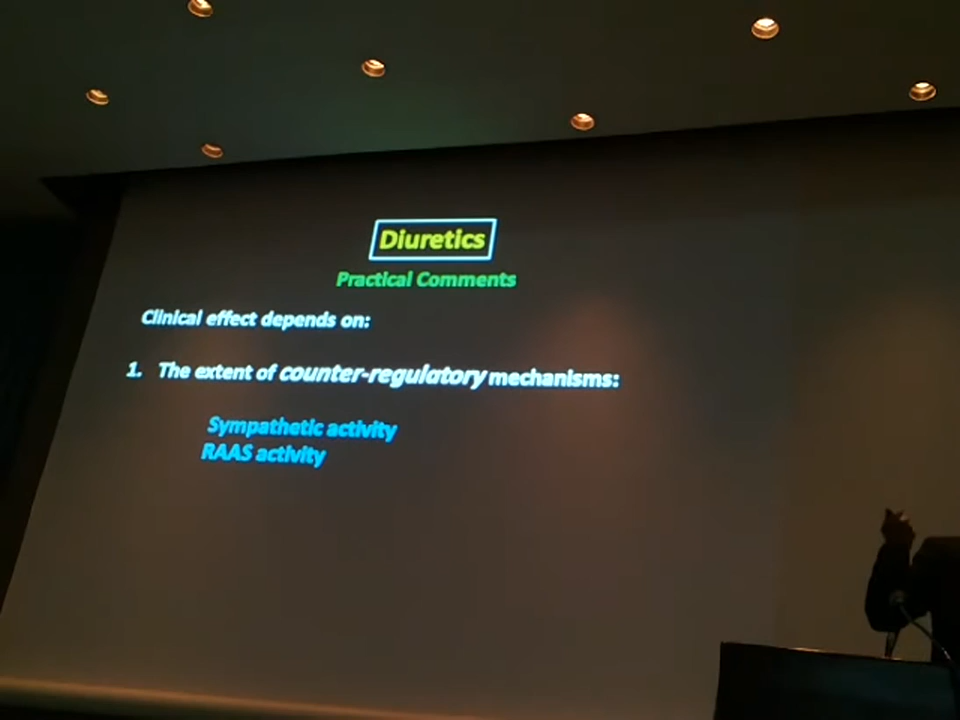 Diuretics
Practical Comments
Clinical effect depends on:
1. The extent of counter-regulatory mechanisms:
Sympathetic activity
RAAS activity